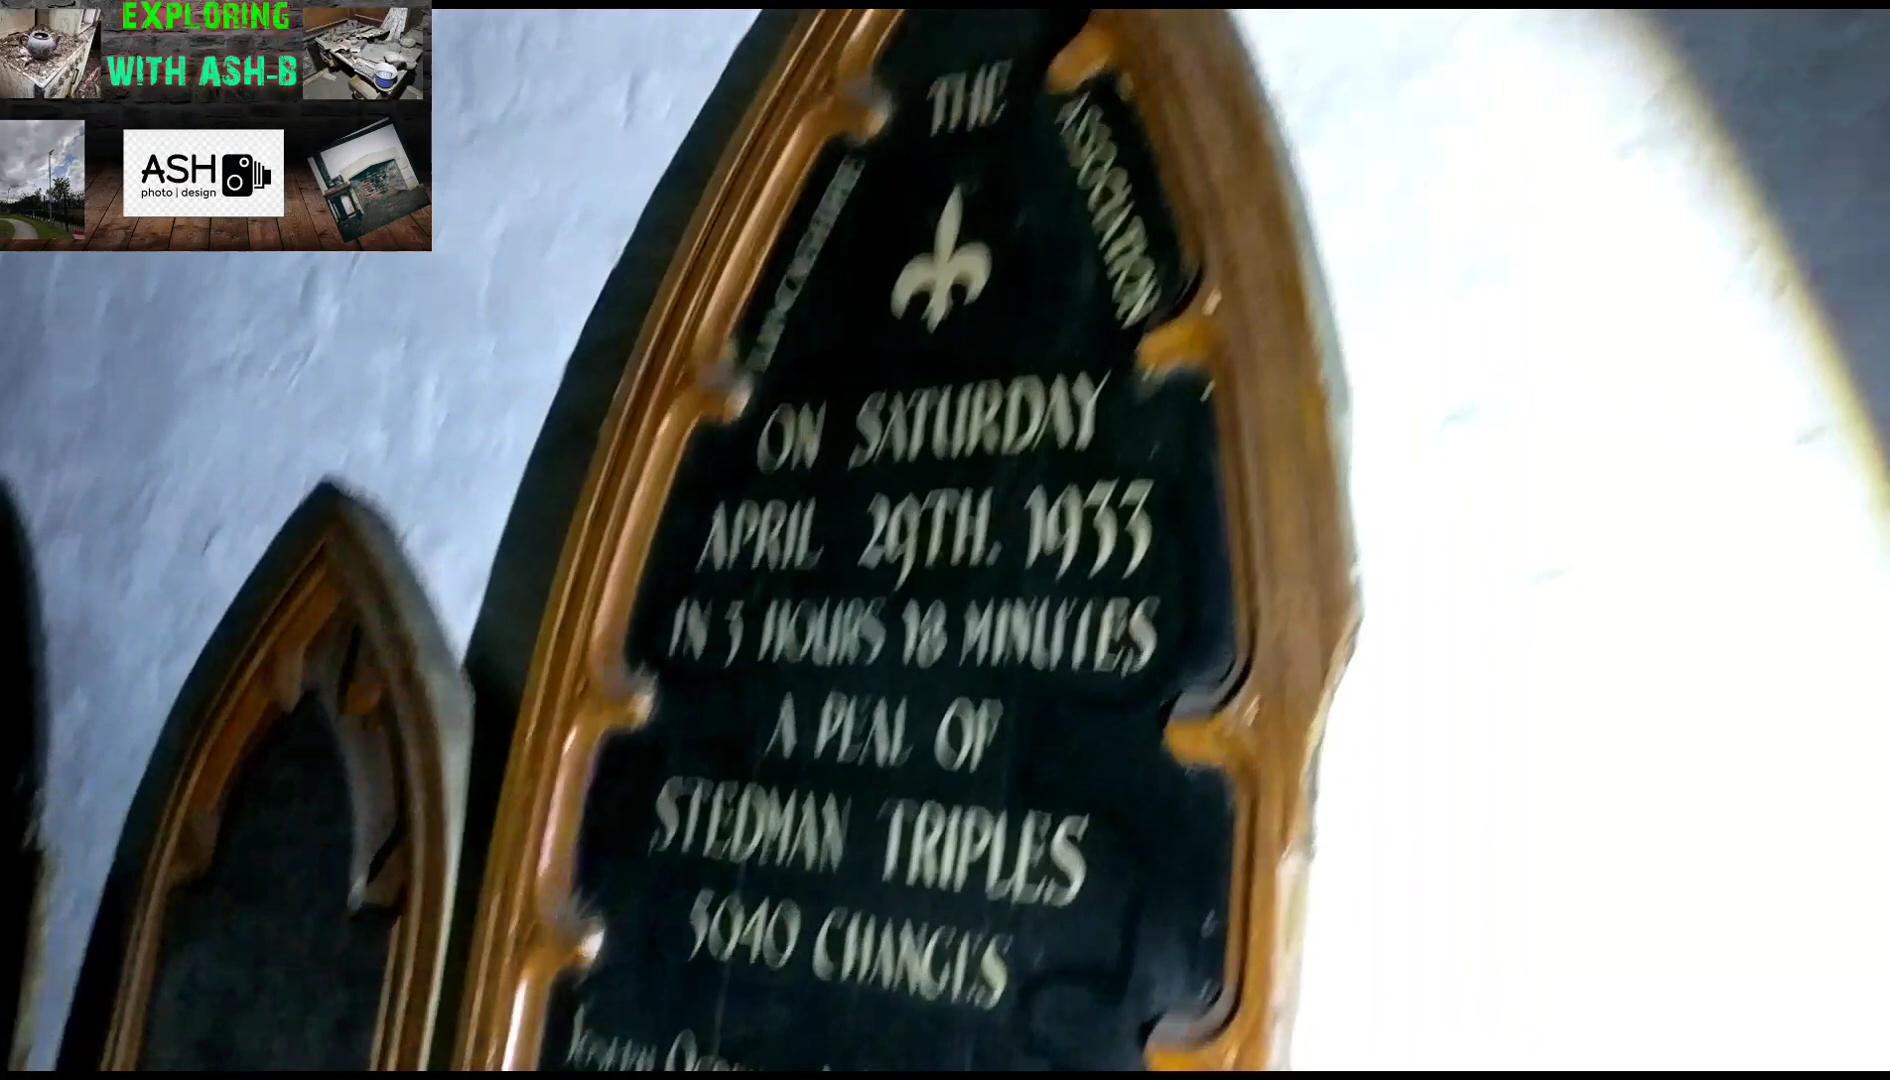 EXPLORING
WITH ASH-B
ASH
photo | design
THE
ASSOCIATION
ON SATURDAY
APRIL 29TH. 1933
IN 3 HOURS 18 MINUTES
A PEAL OF
STEDMAN TRIPLES
5040 CHANGES